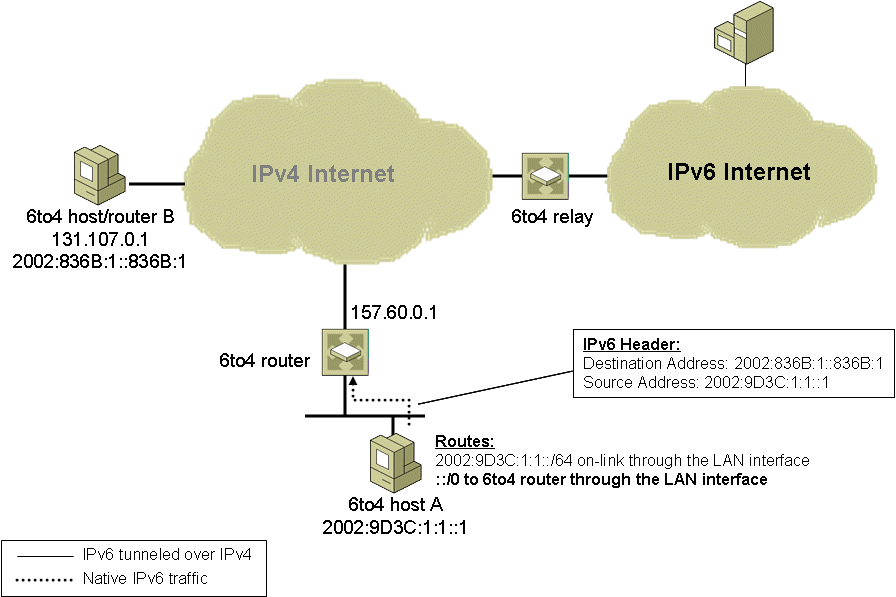 IPv4 Internet
IPv6 Internet
6to4 host/router B
131.107.0.1
2002:836B:1::836B:1
6to4 relay
157.60.0.1
6to4 router
IPv6 Header:
Destination Address: 2002:836B:1::836B:1
Source Address: 2002:9D3C:1:1::1
Routes:
2002:9D3C:1:1::/64 on-link through the LAN interface
::/0 to 6to4 router through the LAN interface
6to4 host A
2002:9D3C:1:1::1
IPv6 tunneled over IPv4
Native IPv6 traffic